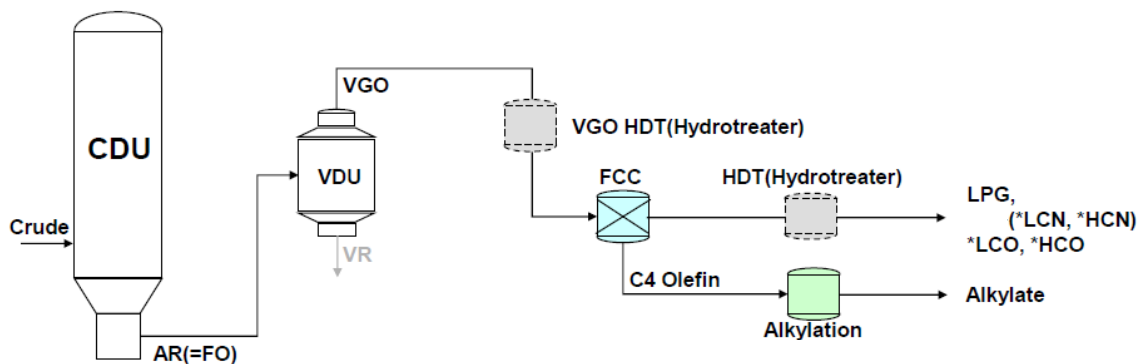 CDU
Crude
AR(=FO)
VGO
VDU
VR
VGO HDT(Hydrotreater)
FCC
HDT(Hydrotreater)
LPG,
(*LCN, *HCN)
*LCO, *HCO
C4 Olefin
Alkylation
Alkylate